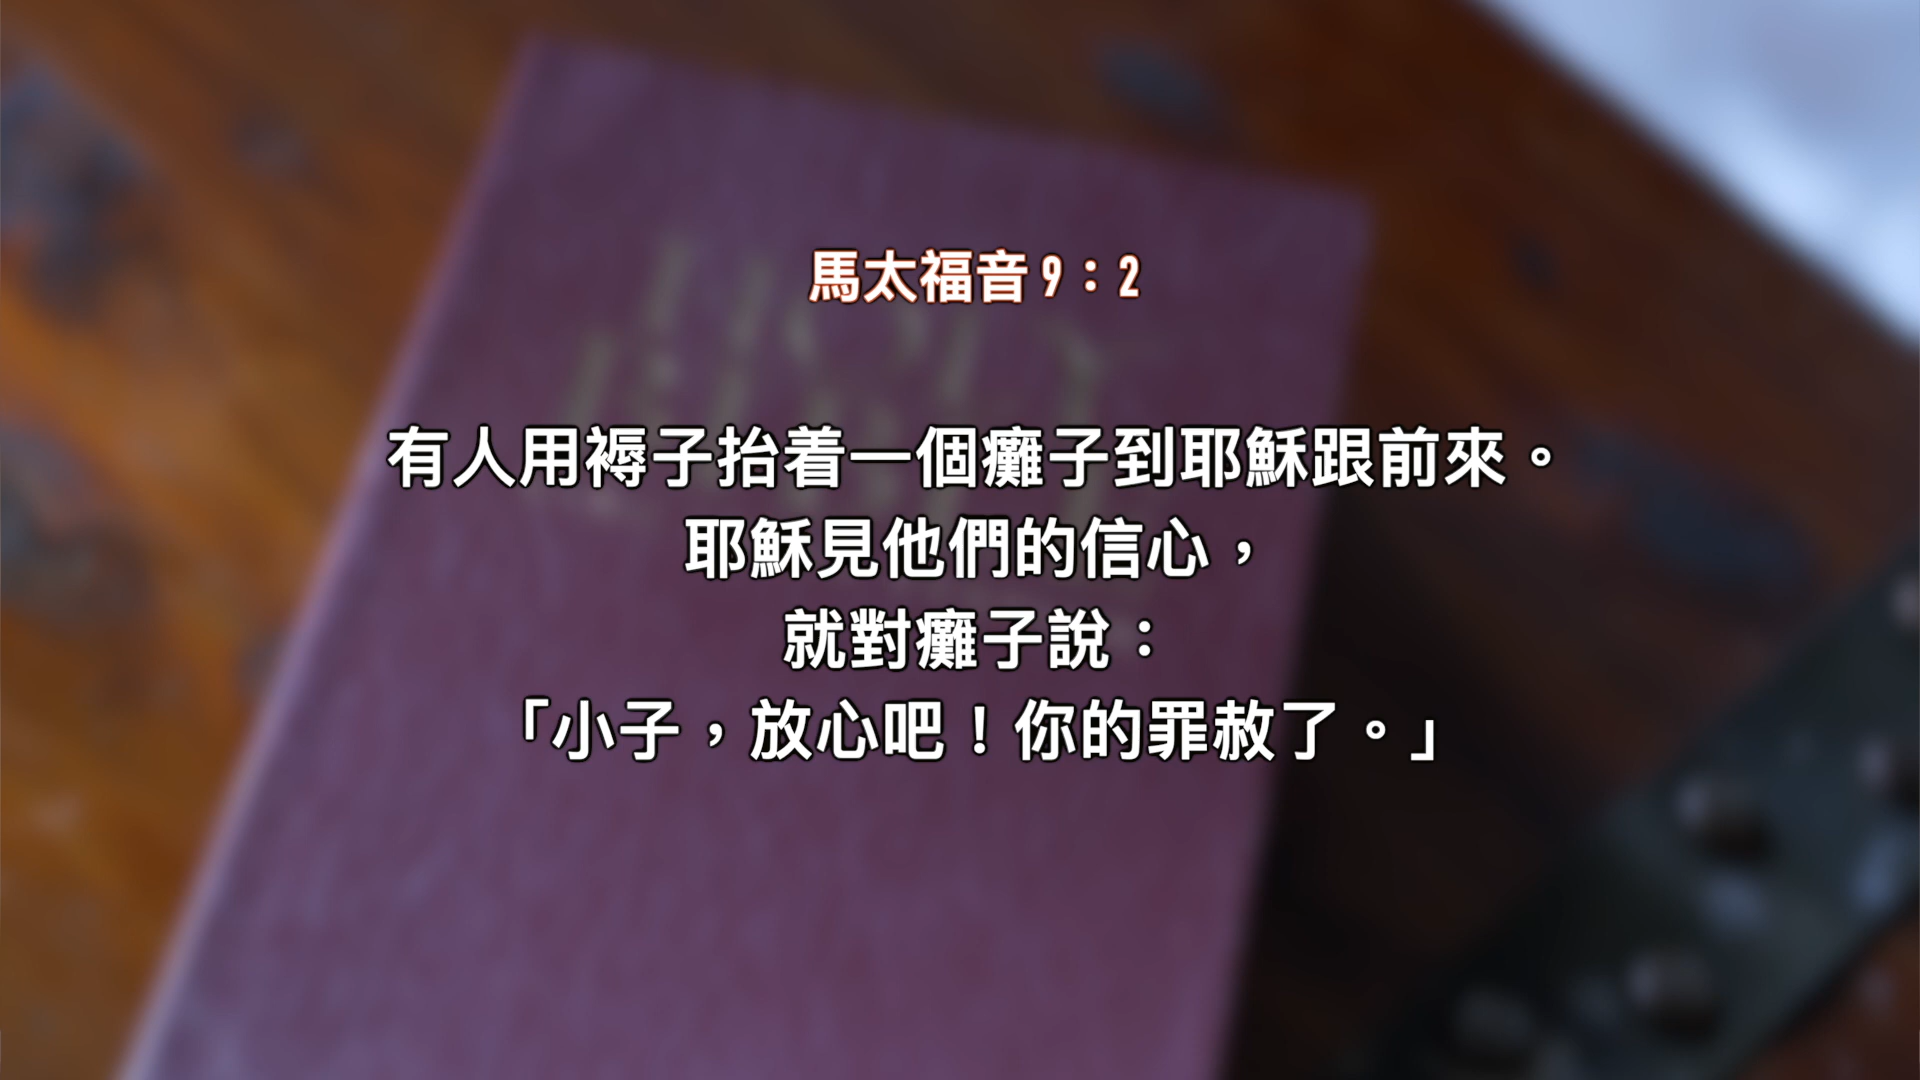 馬太福音9：2
有人用褥子抬着一個癱子到耶穌跟前來。
耶穌見他們的信心，
就對癱子說：
「小子，放心吧！你的罪赦了。」
HOLY
BIBLE